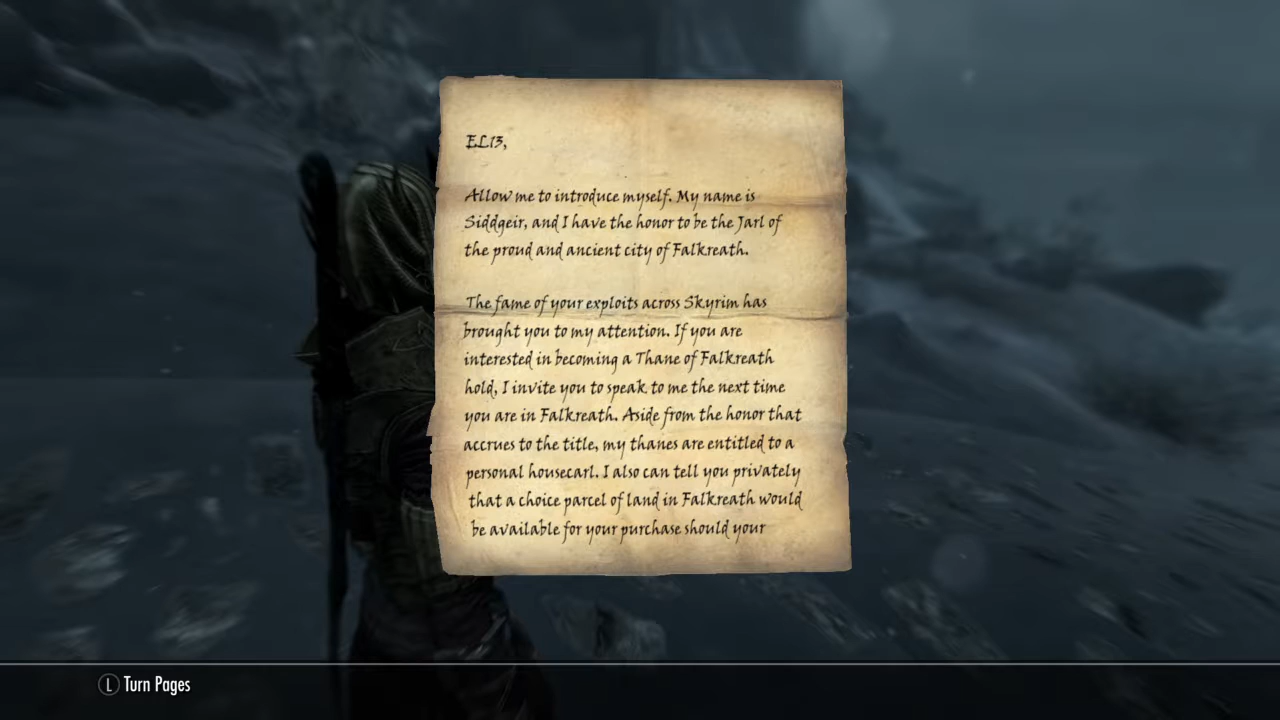 EL13,
Allow me to introduce myself. My name is
Siddgeir, and I have the honor to be the Jarl of
the proud and ancient city of Falkreath.
The fame of your exploits across Skyrim has
brought you to my attention. If you are
interested in becoming a Thane of Falkreath
hold, I invite you to speak to me the next time
you are in Falkreath. Aside from the honor that
accrues to the title, my thanes are entitled to a
personal housecarl. I also can tell you privately
that a choice parcel of land in Falkreath would
be available for your purchase should your
L Turn Pages